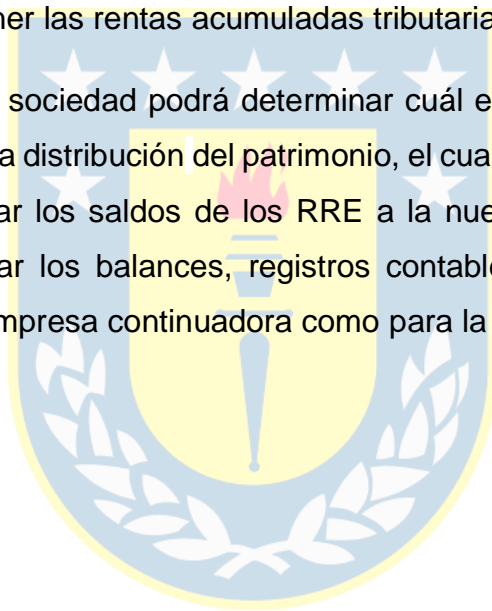 ner las rentas acumuladas tributaria
sociedad podrá determinar cuál e
a distribución del patrimonio, el cua
ar los saldos de los RRE a la nue
ar los balances, registros contable
mpresa continuadora como para la